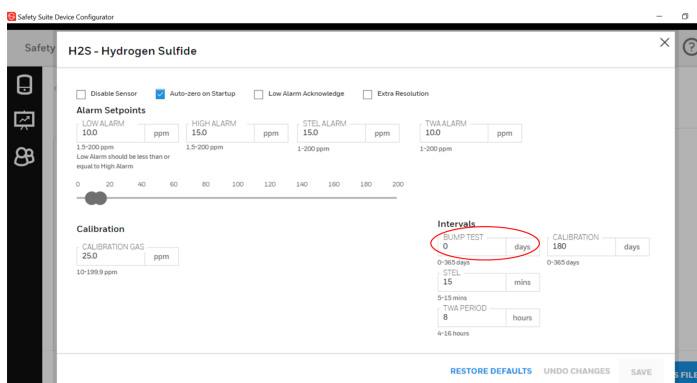 Safety Suite Device Configurator
Safety
H2S - Hydrogen Sulfide
Disable Sensor
Auto-zero on Startup
Low Alarm Acknowledge
Extra Resolution
Alarm Setpoints
LOW ALARM
10.0 ppm
1.5-200 ppm
Low Alarm should be less than or
equal to High Alarm
HIGH ALARM
15.0 ppm
1.5-200 ppm
STEL ALARM
15.0 ppm
1-200 ppm
TWA ALARM
10.0 ppm
1-200 ppm
0 20 40 60 80 100 120 140 160 180 200
Calibration
CALIBRATION GAS
25.0 ppm
10-199.9 ppm
Intervals
BUMP TEST
0 days
0-365 days
CALIBRATION
180 days
0-365 days
STEL
15 mins
5-15 mins
TWA PERIOD
8 hours
4-16 hours
RESTORE DEFAULTS
UNDO CHANGES
SAVE
S FILE